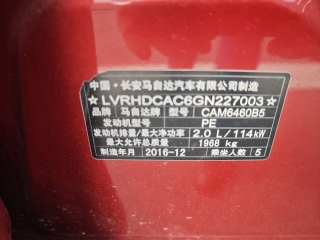 中国·长安马自达汽车有限公司制造
☆LVRHDCAC6GN227003☆
品牌 马自达牌 型号 CAM6460B5
发动机型号 PE
发动机排量/最大净功率 2.0 L/114kW
最大允许总质量 1968 kg
制造年月 2016-12 乘坐人数 5